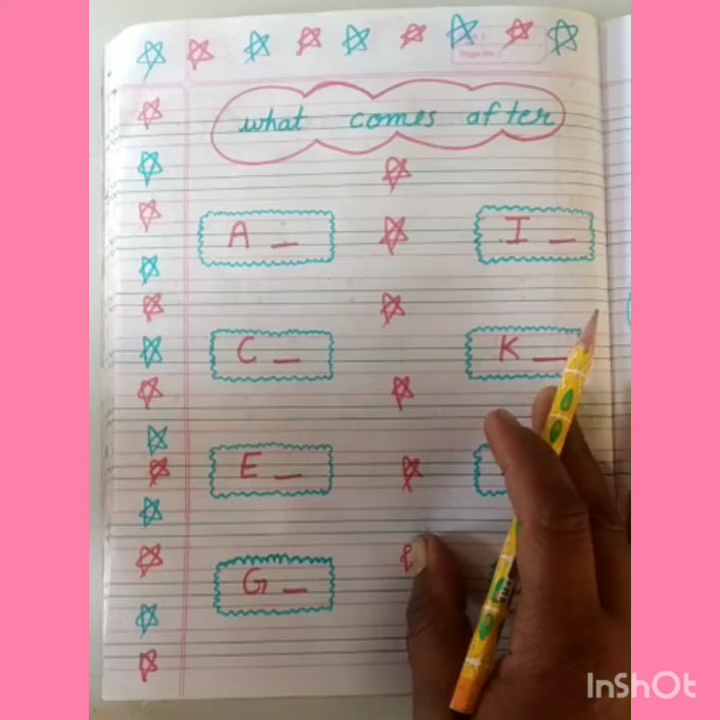 what comes after
A _
I _
C _
K _
E _
G _
InShOt